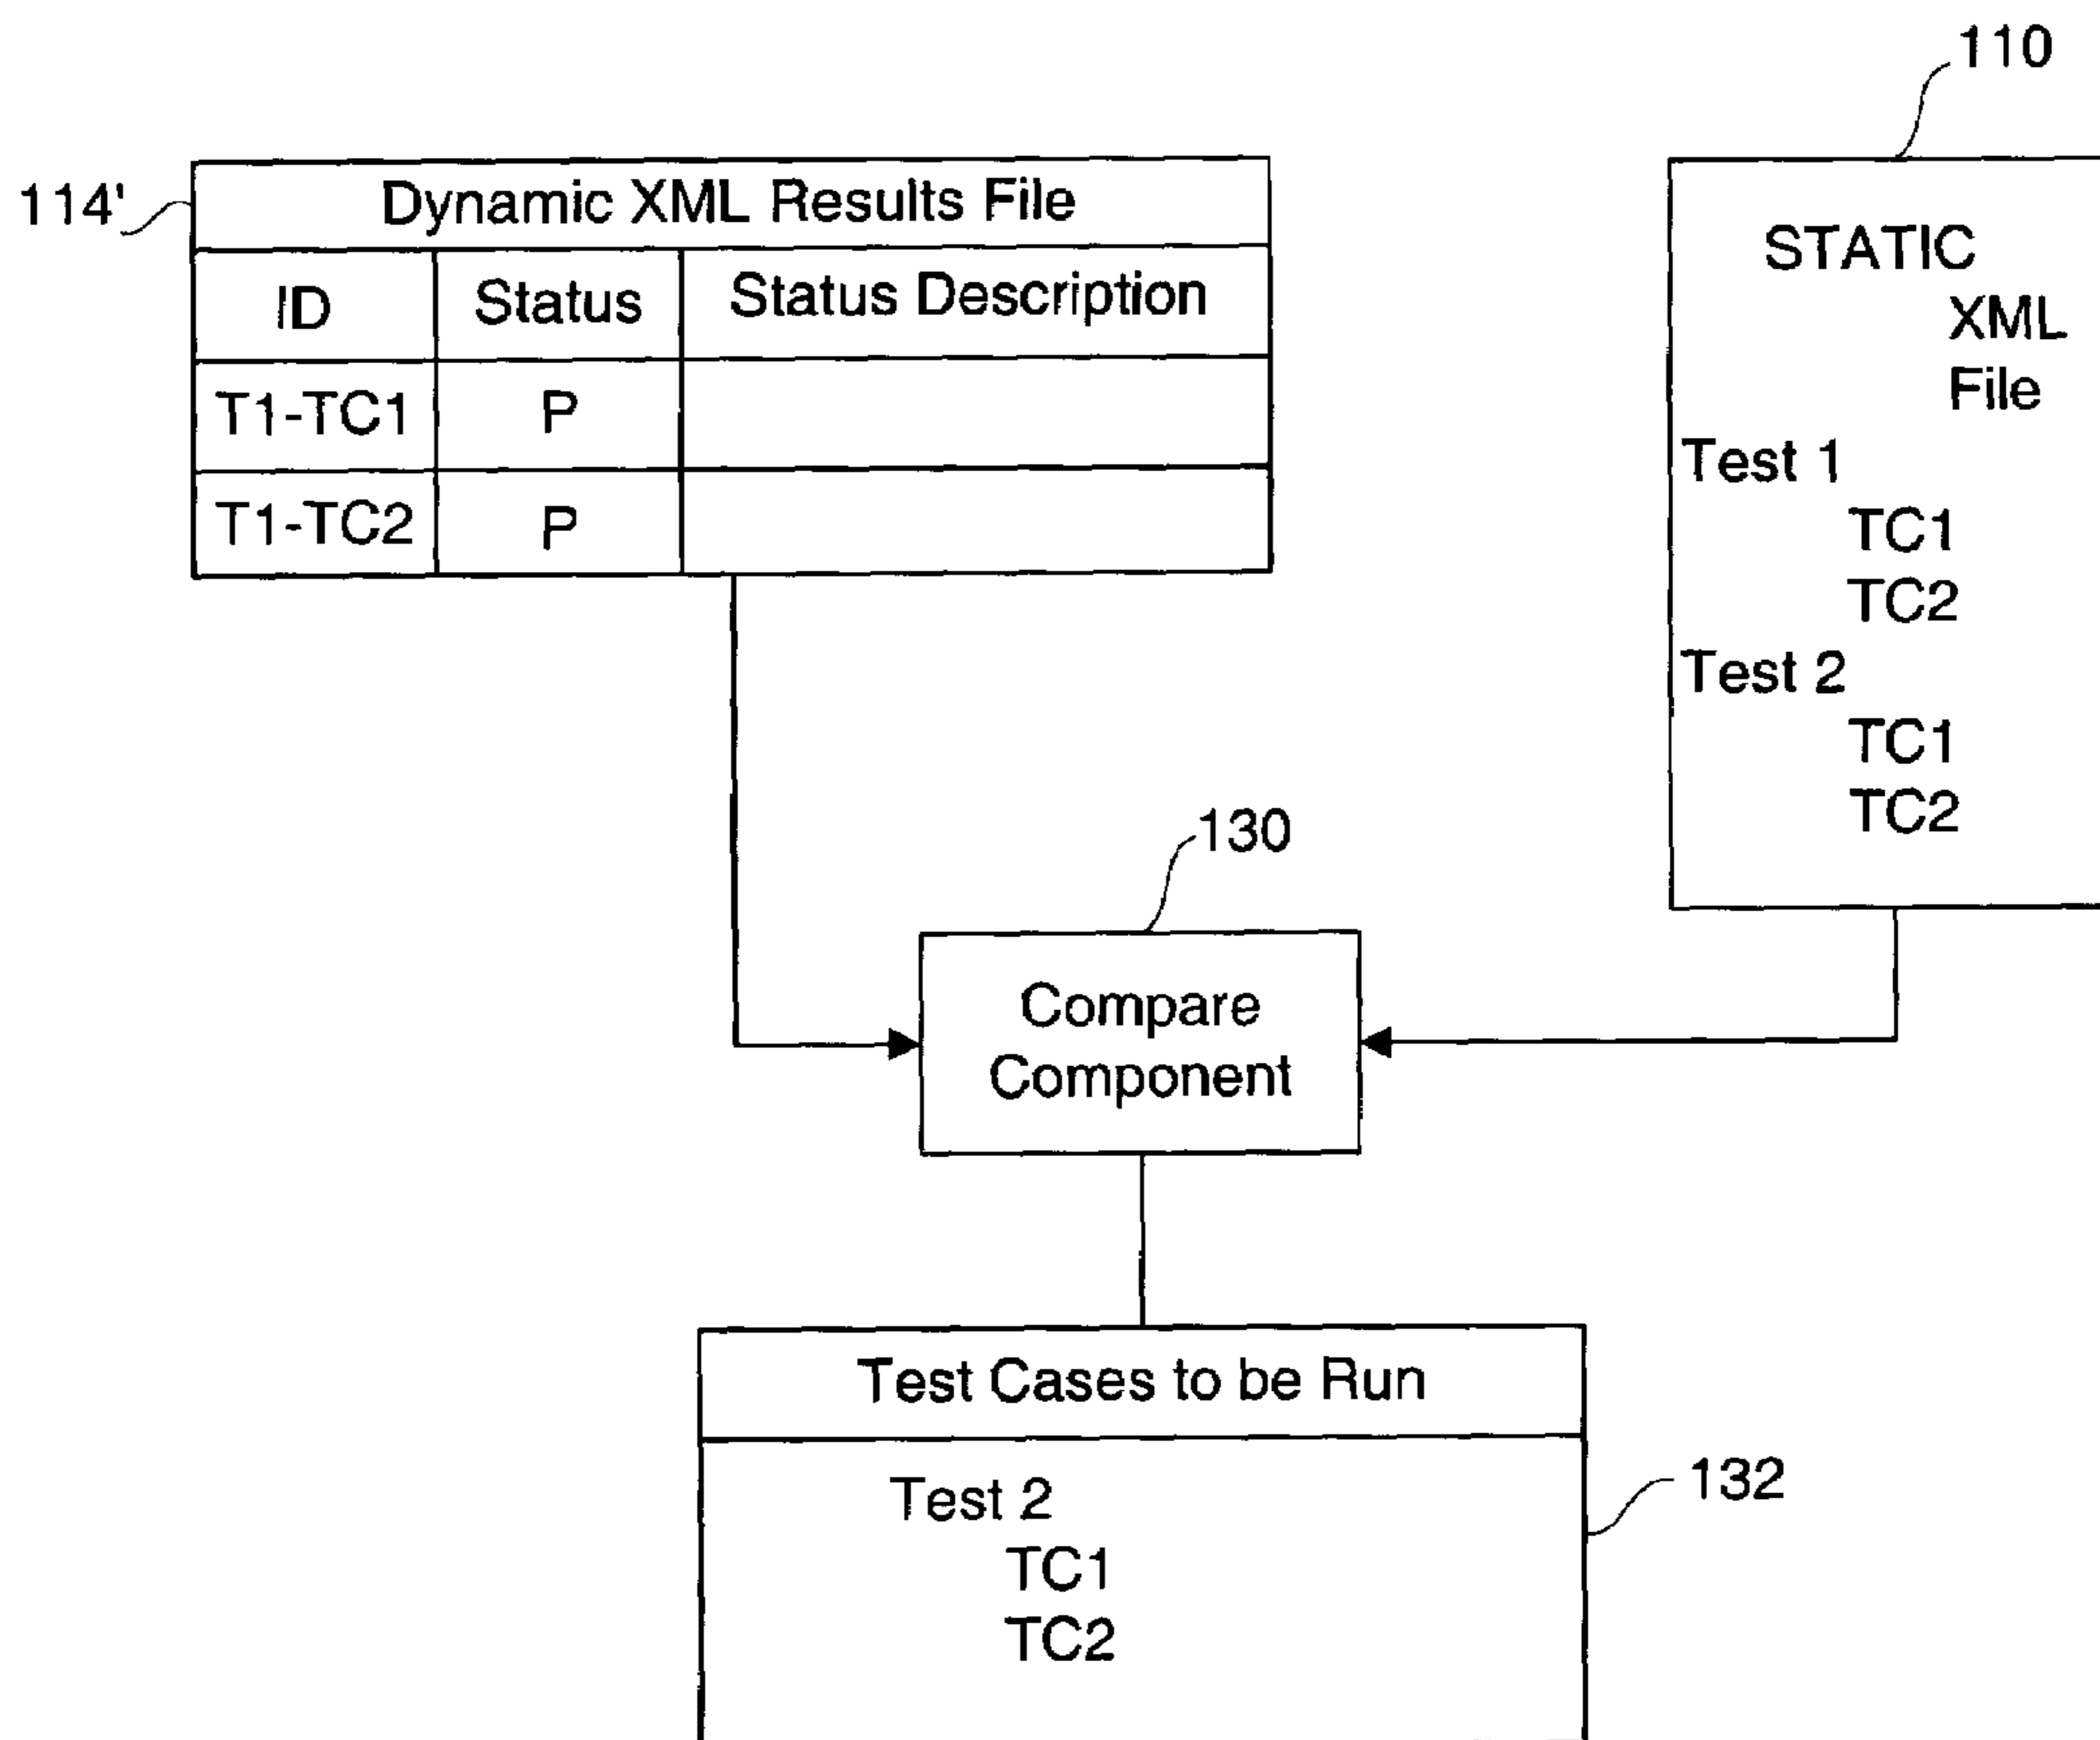 110
114'
Dynamic XML Results File
ID Status Status Description
T1-TC1 P
T1-TC2 P
STATIC
XML
File
Test 1
TC1
TC2
Test 2
TC1
TC2
130
Compare
Component
Test Cases to be Run
132
Test 2
TC1
TC2